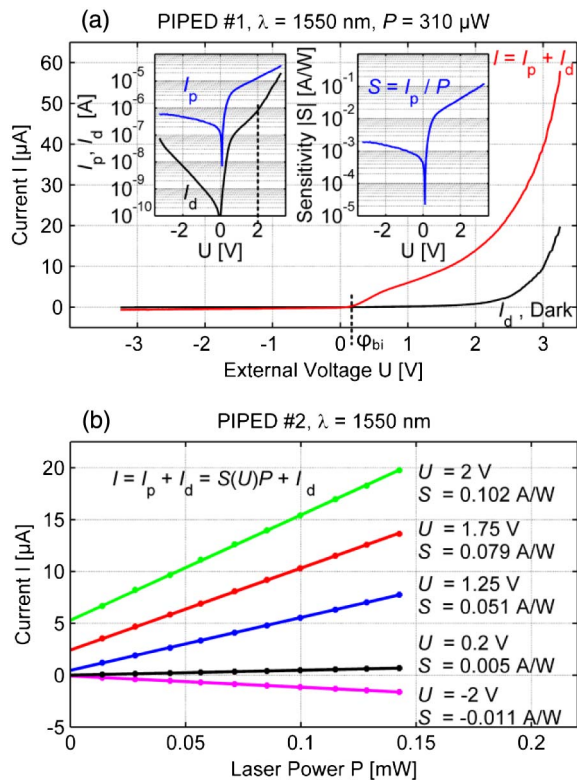 (a) PIPED #1, λ = 1550 nm, P = 310 μW
60
50
40
30
20
10
0
Current I [μA]
-4
-3
-2
-1
0
1
2
3
4
φbi
External Voltage U [V]
I = Ip + Id
Id, Dark
10-5
10-6
10-7
10-8
10-9
10-10
Ip, Id [A]
Ip
Id
-2 0 2
U [V]
10-1
10-2
10-3
10-4
10-5
Sensitivity |S| [A/W]
S = Ip / P
-2 0 2
U [V]
(b) PIPED #2, λ = 1550 nm
20
15
10
5
0
-5
Current I [μA]
I = Ip + Id = S(U)P + Id
U = 2 V
S = 0.102 A/W
U = 1.75 V
S = 0.079 A/W
U = 1.25 V
S = 0.051 A/W
U = 0.2 V
S = 0.005 A/W
U = -2 V
S = -0.011 A/W
0
0.05
0.1
0.15
0.2
Laser Power P [mW]